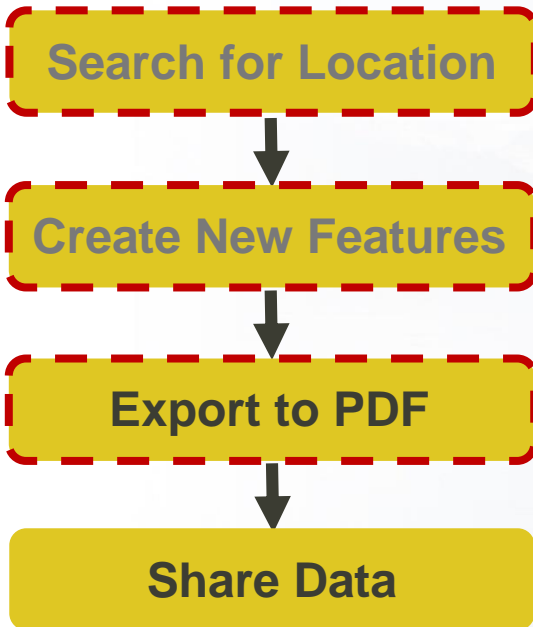 Search for Location
Create New Features
Export to PDF
Share Data